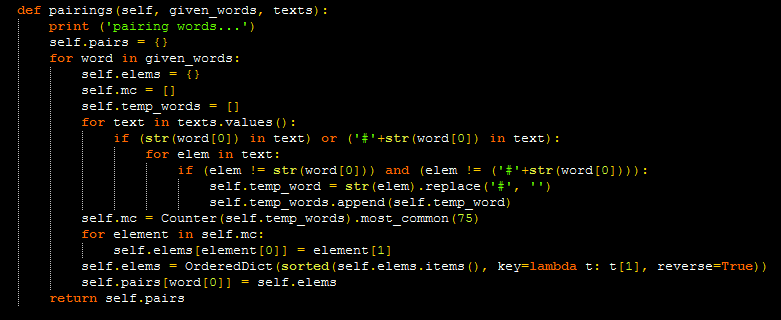 def pairings(self, given_words, texts):
    print ('pairing words...')
    self.pairs = {}
    for word in given_words:
        self.elems = {}
        self.mc = []
        self.temp_words = []
        for text in texts.values():
            if (str(word[0]) in text) or ('#'+str(word[0]) in text):
                for elem in text:
                    if (elem != str(word[0])) and (elem != ('#'+str(word[0]))):
                        self.temp_word = str(elem).replace('#', '')
                        self.temp_words.append(self.temp_word)
        self.mc = Counter(self.temp_words).most_common(75)
        for element in self.mc:
            self.elems[element[0]] = element[1]
        self.elems = OrderedDict(sorted(self.elems.items(), key=lambda t: t[1], reverse=True))
        self.pairs[word[0]] = self.elems
    return self.pairs